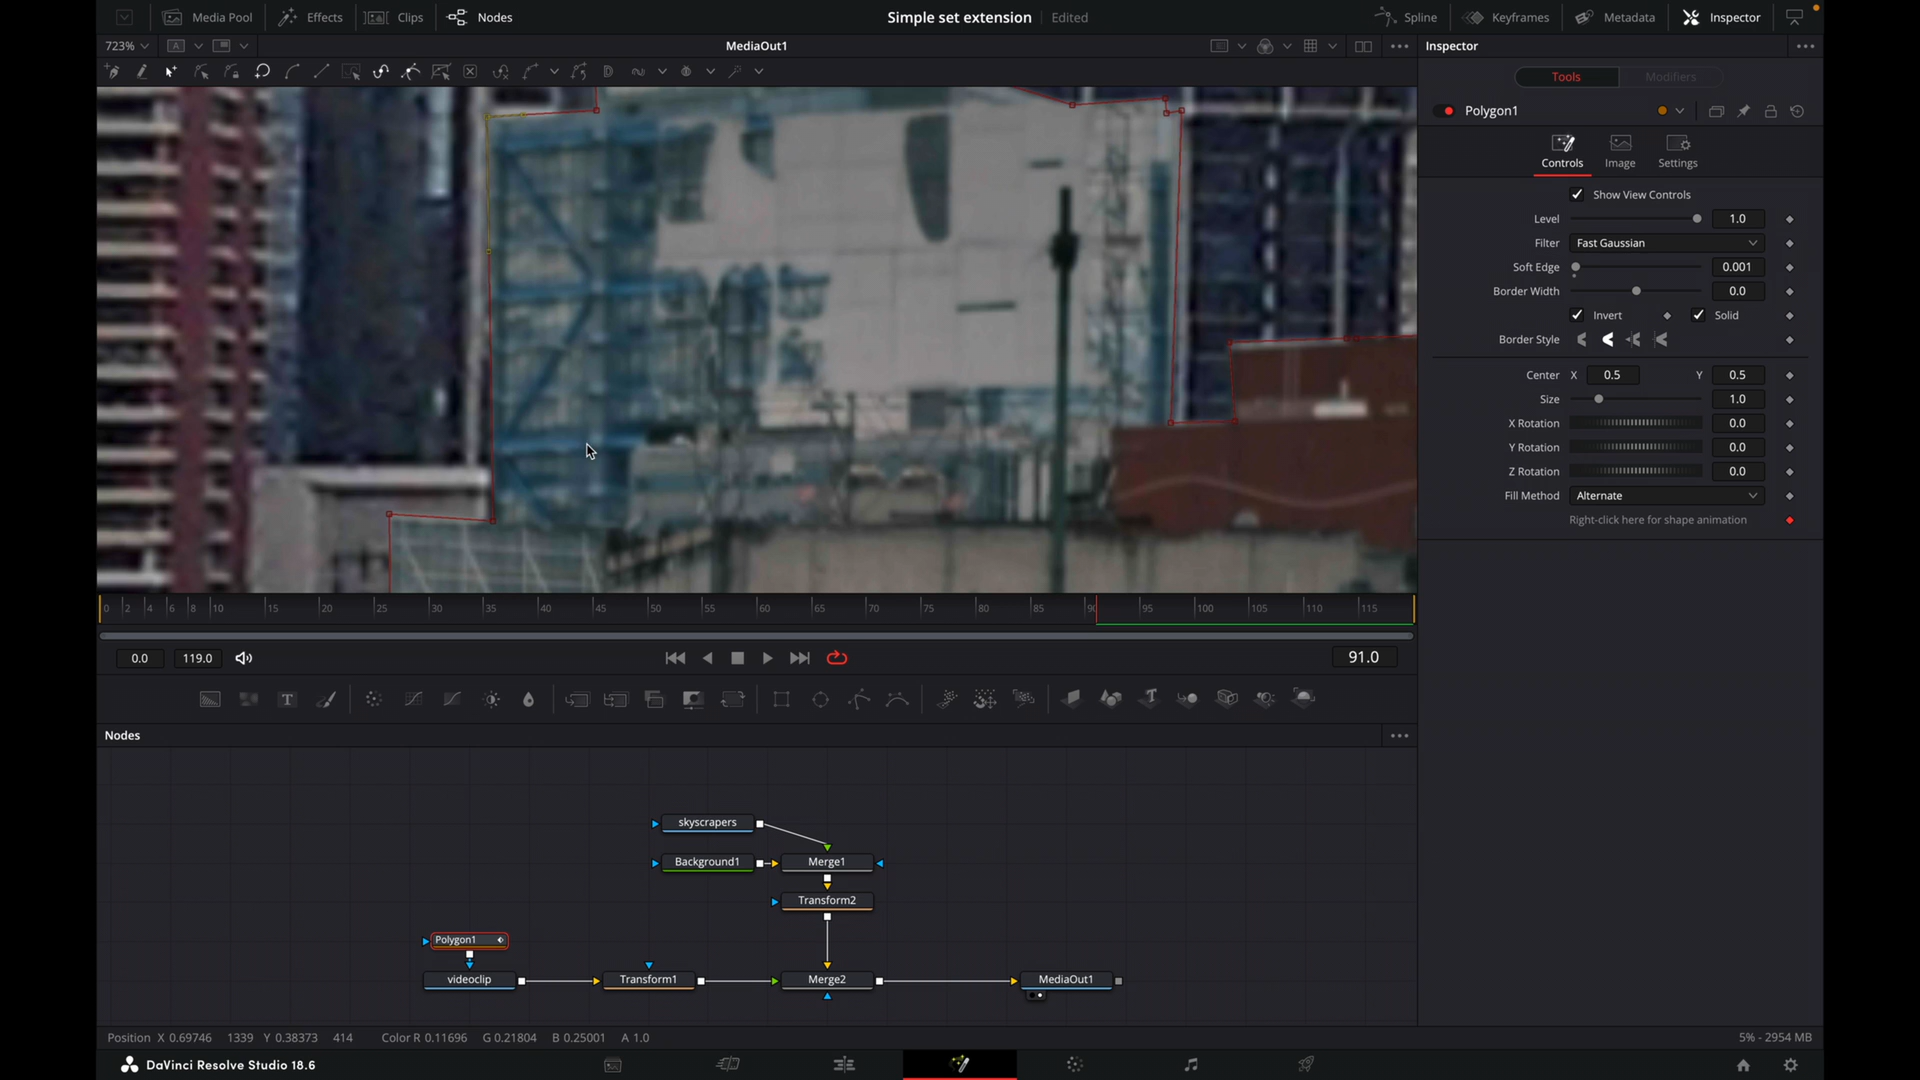 Media Pool Effects Clips Nodes Simple set extension Edited Spline Keyframes Metadata Inspector
723% A MediaOut1 Inspector
Tools Modifiers
Polygon1
Controls Image Settings
Show View Controls
Level 1.0
Filter Fast Gaussian
Soft Edge 0.001
Border Width 0.0
Invert Solid
Border Style
Center X 0.5 Y 0.5
Size 1.0
X Rotation 0.0
Y Rotation 0.0
Z Rotation 0.0
Fill Method Alternate
Right-click here for shape animation
0 2 4 6 8 10 15 20 25 30 35 40 45 50 55 60 65 70 75 80 85 90 95 100 105 110 115
0.0 119.0 91.0
T
Nodes
skyscrapers
Background1 Merge1
Transform2
Polygon1
videoclip Transform1 Merge2 MediaOut1
Position X 0.69746 1339 Y 0.38373 414 Color R 0.11696 G 0.21804 B 0.25001 A 1.0 5% - 2954 MB
DaVinci Resolve Studio 18.6